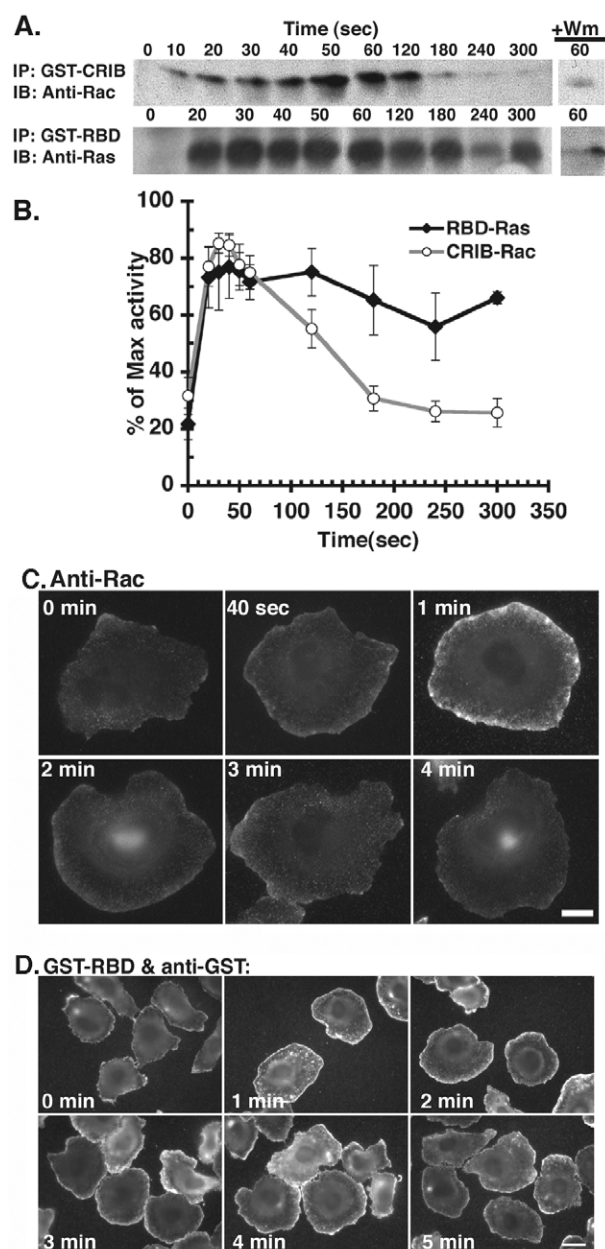 A. Time (sec) +Wm
0 10 20 30 40 50 60 120 180 240 300 60
IP: GST-CRIB
IB: Anti-Rac
0 20 30 40 50 60 120 180 240 300 60
IP: GST-RBD
IB: Anti-Ras
B.
100
80
60
40
20
0
% of Max activity
RBD-Ras
CRIB-Rac
0 50 100 150 200 250 300 350
Time(sec)
C. Anti-Rac
0 min 40 sec 1 min
2 min 3 min 4 min
D. GST-RBD & anti-GST:
0 min 1 min 2 min
3 min 4 min 5 min